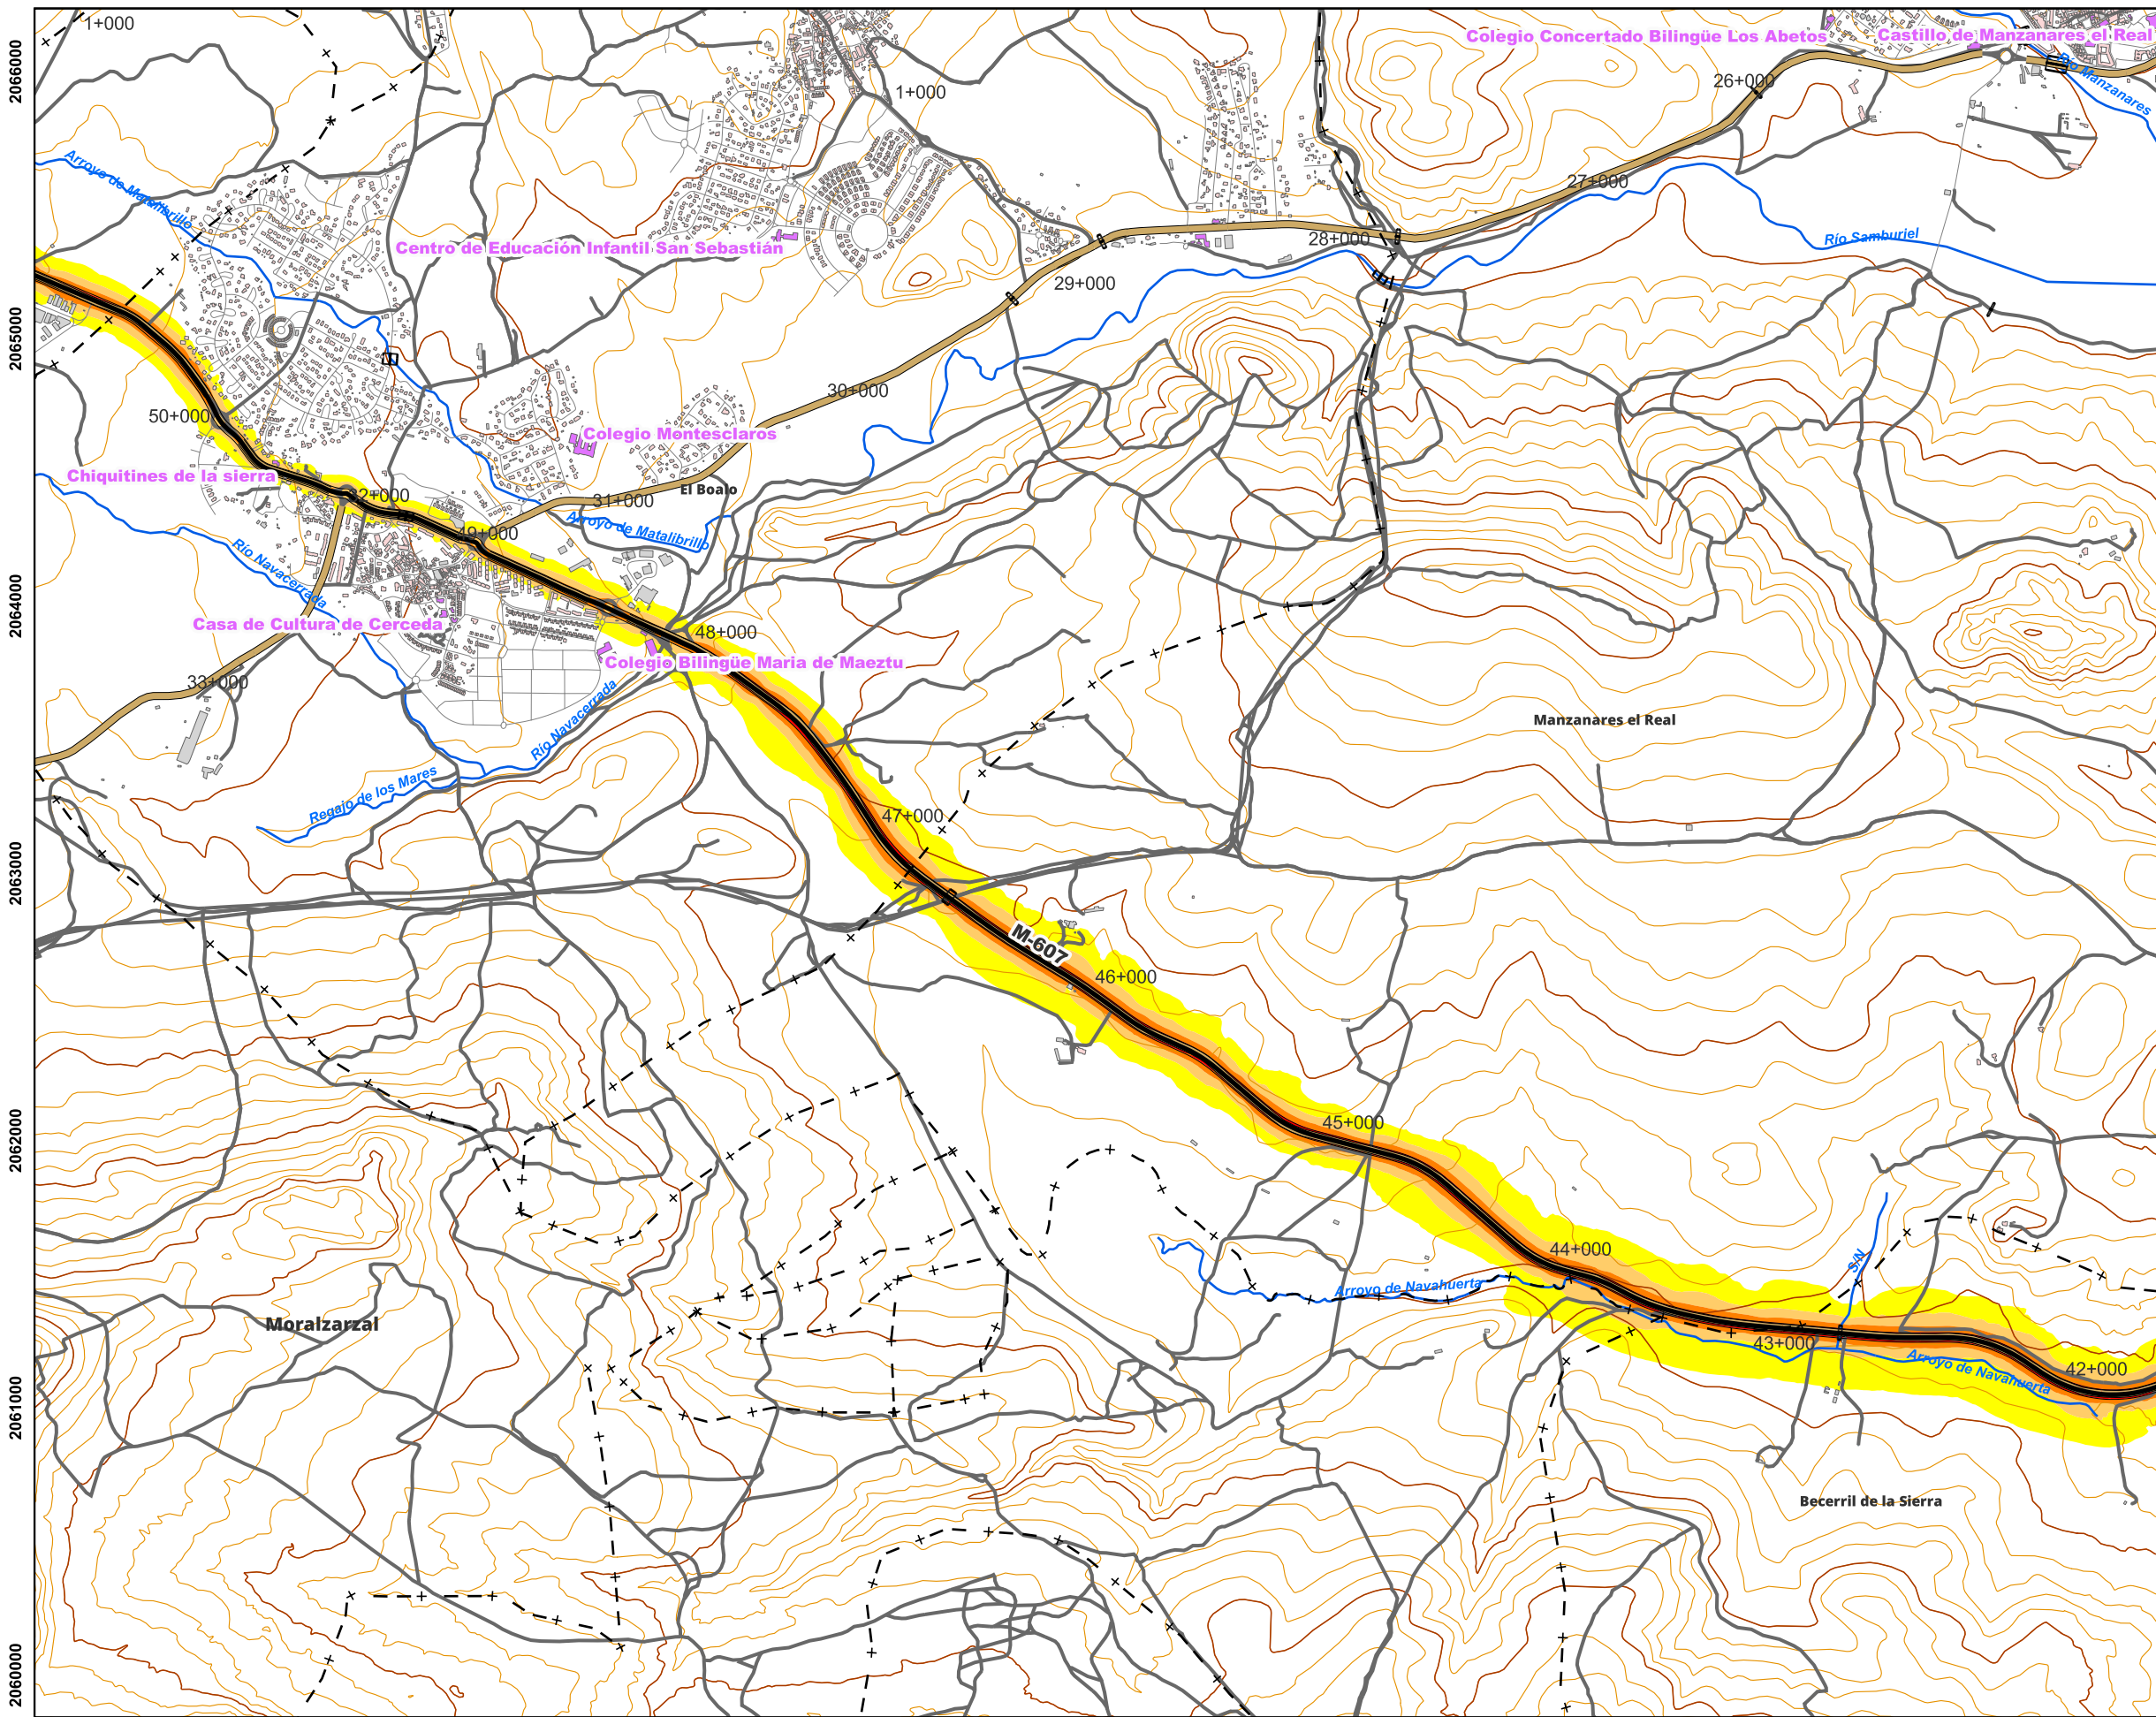 1+000
Colegio Concertado Bilingüe Los Abetos
Castillo de Manzanares el Real
2066000
26+000
Río Manzanares
1+000
Arroyo de Matalibrillo
27+000
Centro de Educación Infantil San Sebastián
28+000
Río Samburiel
29+000
2065000
30+000
50+000
Colegio Montesclaros
Chiquitines de la sierra
El Boalo
32+000
31+000
49+000
Arroyo de Matalibrillo
Río Navacerrada
2064000
Casa de Cultura de Cerceda
48+000
Colegio Bilingüe Maria de Maeztu
33+000
Río Navacerrada
Manzanares el Real
Regajo de los Mares
47+000
2063000
M-607
46+000
45+000
2062000
44+000
S/N
Arroyo de Navahuerta
Moralzarzal
43+000
Arroyo de Navahuerta
42+000
2061000
Becerril de la Sierra
2060000